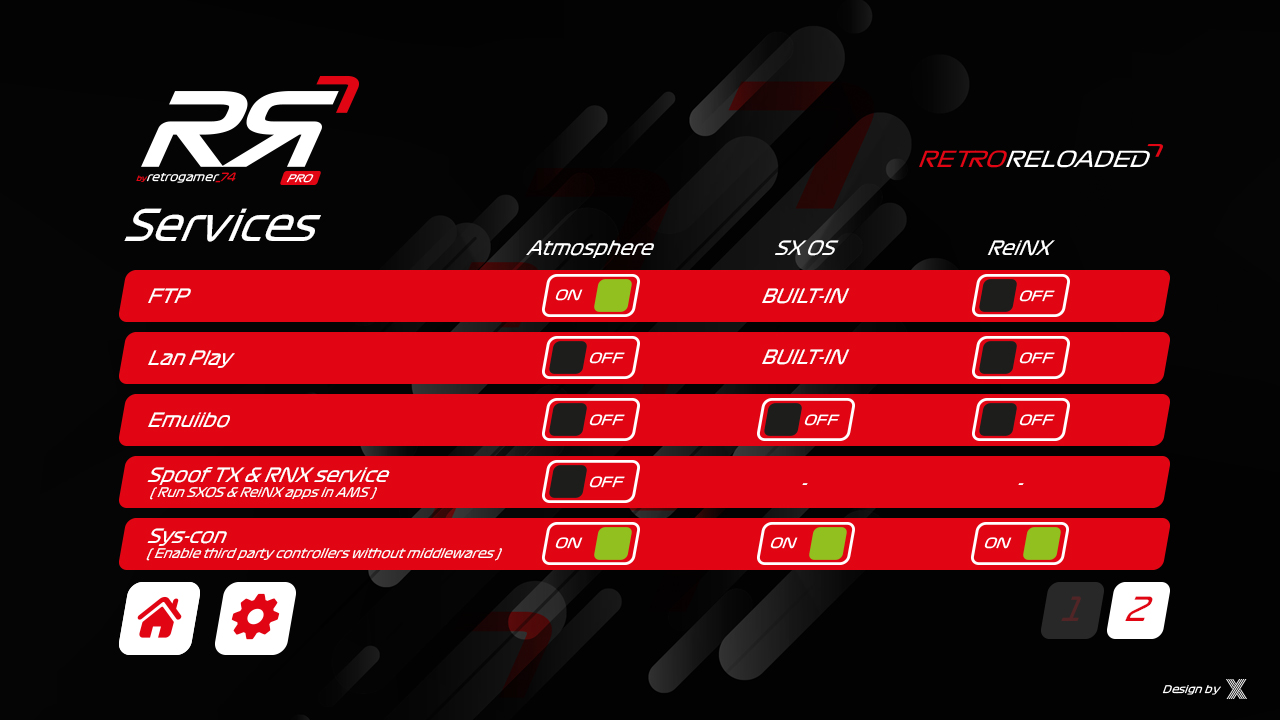 RR
by retrogamer_74 PRO
RETRORELOADED
Services
Atmosphere SX OS ReiNX
FTP ON BUILT-IN OFF
Lan Play OFF BUILT-IN OFF
Emuiibo OFF OFF OFF
Spoof TX & RNX service OFF - -
( Run SXOS & ReiNX apps in AMS )
Sys-con ON ON ON
( Enable third party controllers without middlewares )
1 2
Design by X